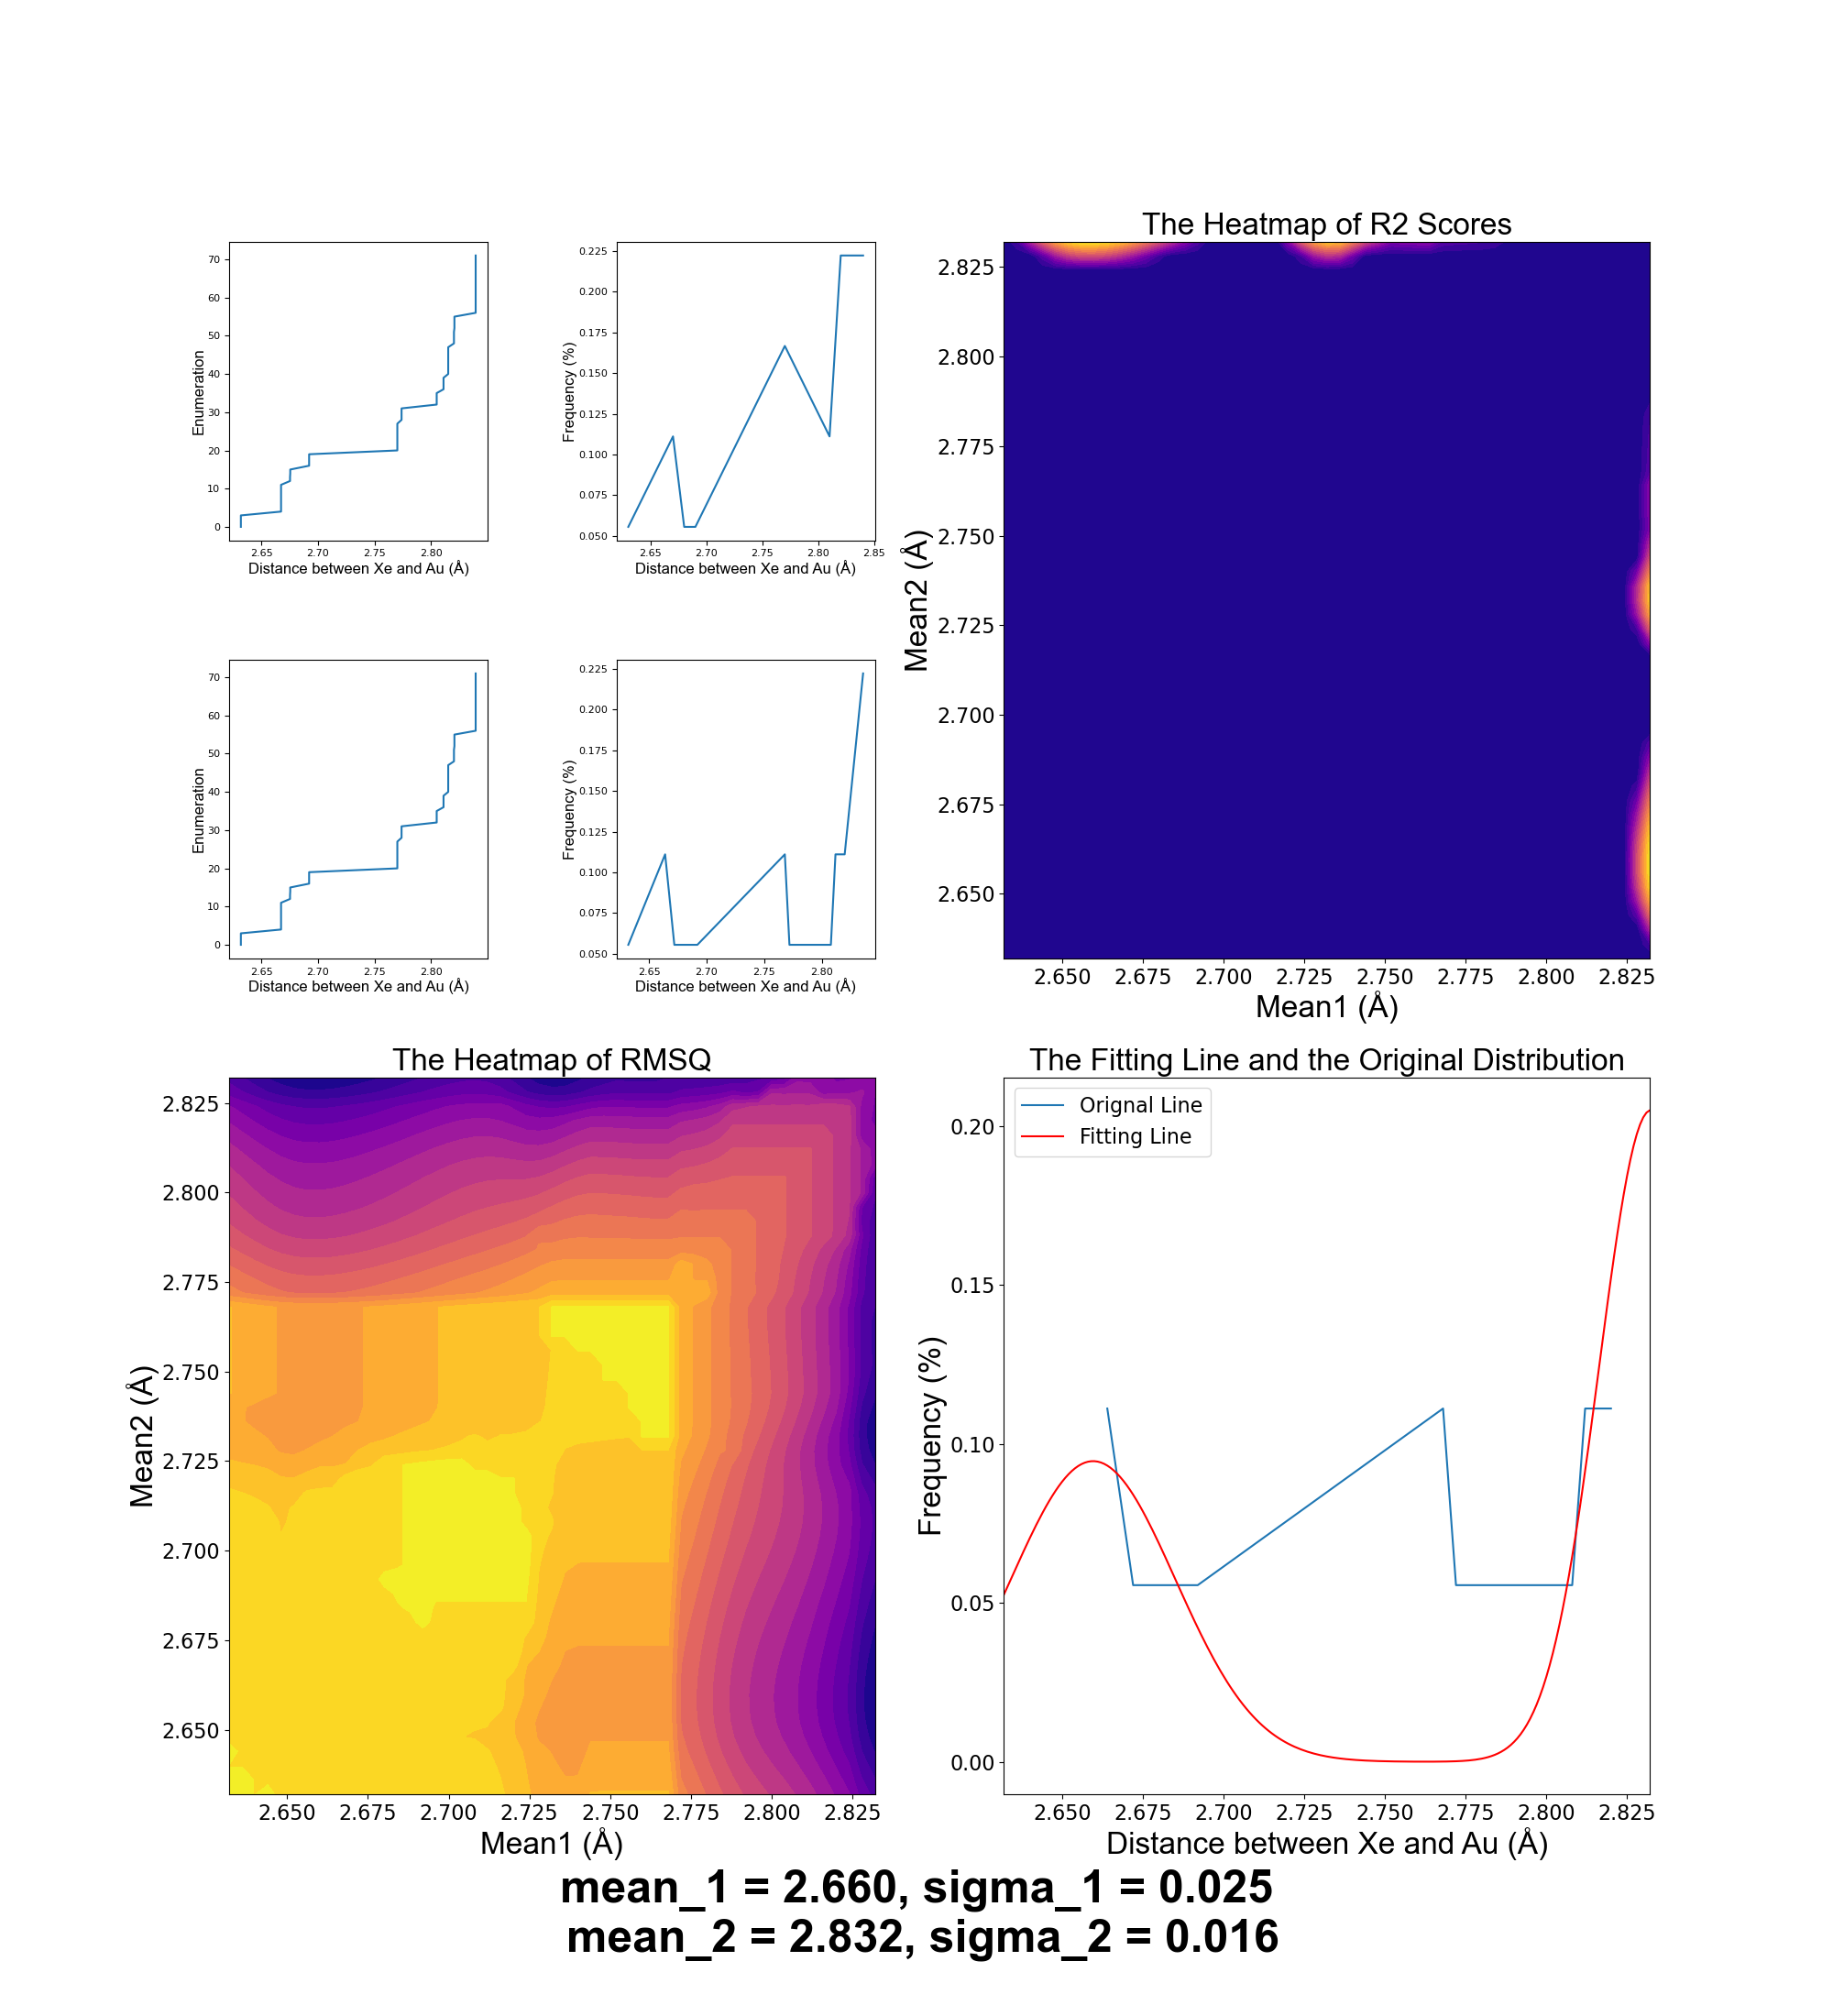 70
60
50
40
30
20
10
0
Enumeration
2.65 2.70 2.75 2.80
Distance between Xe and Au (Å)
0.225
0.200
0.175
0.150
0.125
0.100
0.075
0.050
Frequency (%)
2.65 2.70 2.75 2.80 2.85
Distance between Xe and Au (Å)
The Heatmap of R2 Scores
2.825
2.800
2.775
2.750
2.725
2.700
2.675
2.650
Mean2 (Å)
2.650 2.675 2.700 2.725 2.750 2.775 2.800 2.825
Mean1 (Å)
70
60
50
40
30
20
10
0
Enumeration
2.65 2.70 2.75 2.80
Distance between Xe and Au (Å)
0.225
0.200
0.175
0.150
0.125
0.100
0.075
0.050
Frequency (%)
2.65 2.70 2.75 2.80
Distance between Xe and Au (Å)
The Heatmap of RMSQ
2.825
2.800
2.775
2.750
2.725
2.700
2.675
2.650
Mean2 (Å)
2.650 2.675 2.700 2.725 2.750 2.775 2.800 2.825
Mean1 (Å)
The Fitting Line and the Original Distribution
Orignal Line
Fitting Line
0.20
0.15
0.10
0.05
0.00
Frequency (%)
2.650 2.675 2.700 2.725 2.750 2.775 2.800 2.825
Distance between Xe and Au (Å)
mean_1 = 2.660, sigma_1 = 0.025
mean_2 = 2.832, sigma_2 = 0.016